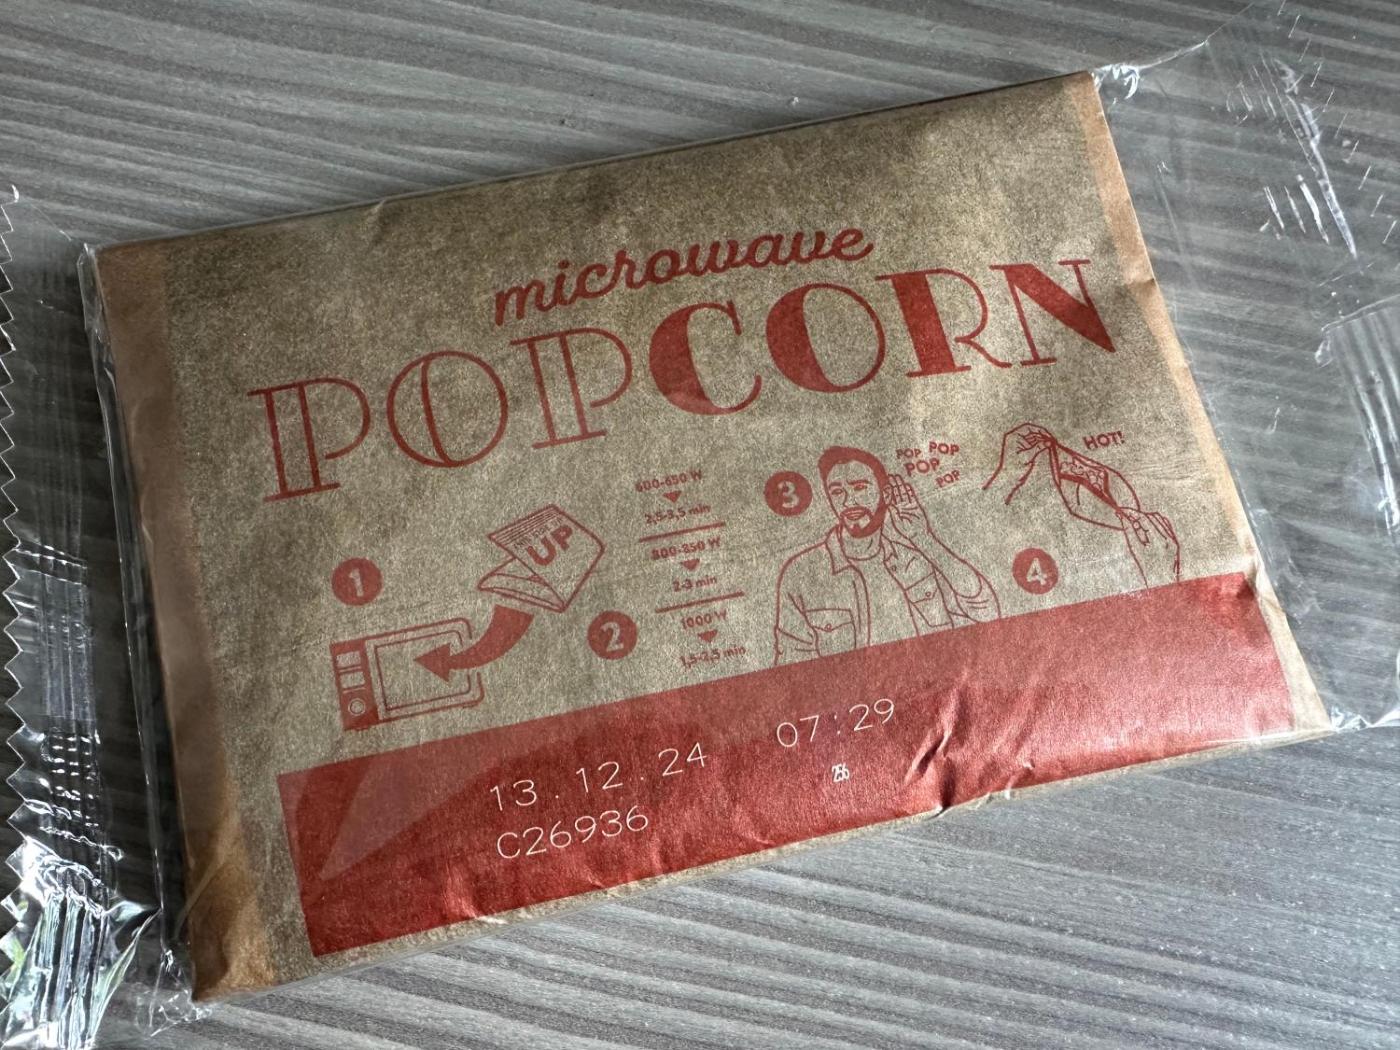 microwave
POPCORN
1
UP
2
600-650 W
2,5-3,5 min
800-850 W
2-3 min
1000 W
1,5-2,5 min
3
POP POP
POP
POP
4
HOT!
13.12.24 07:29
C26936
256